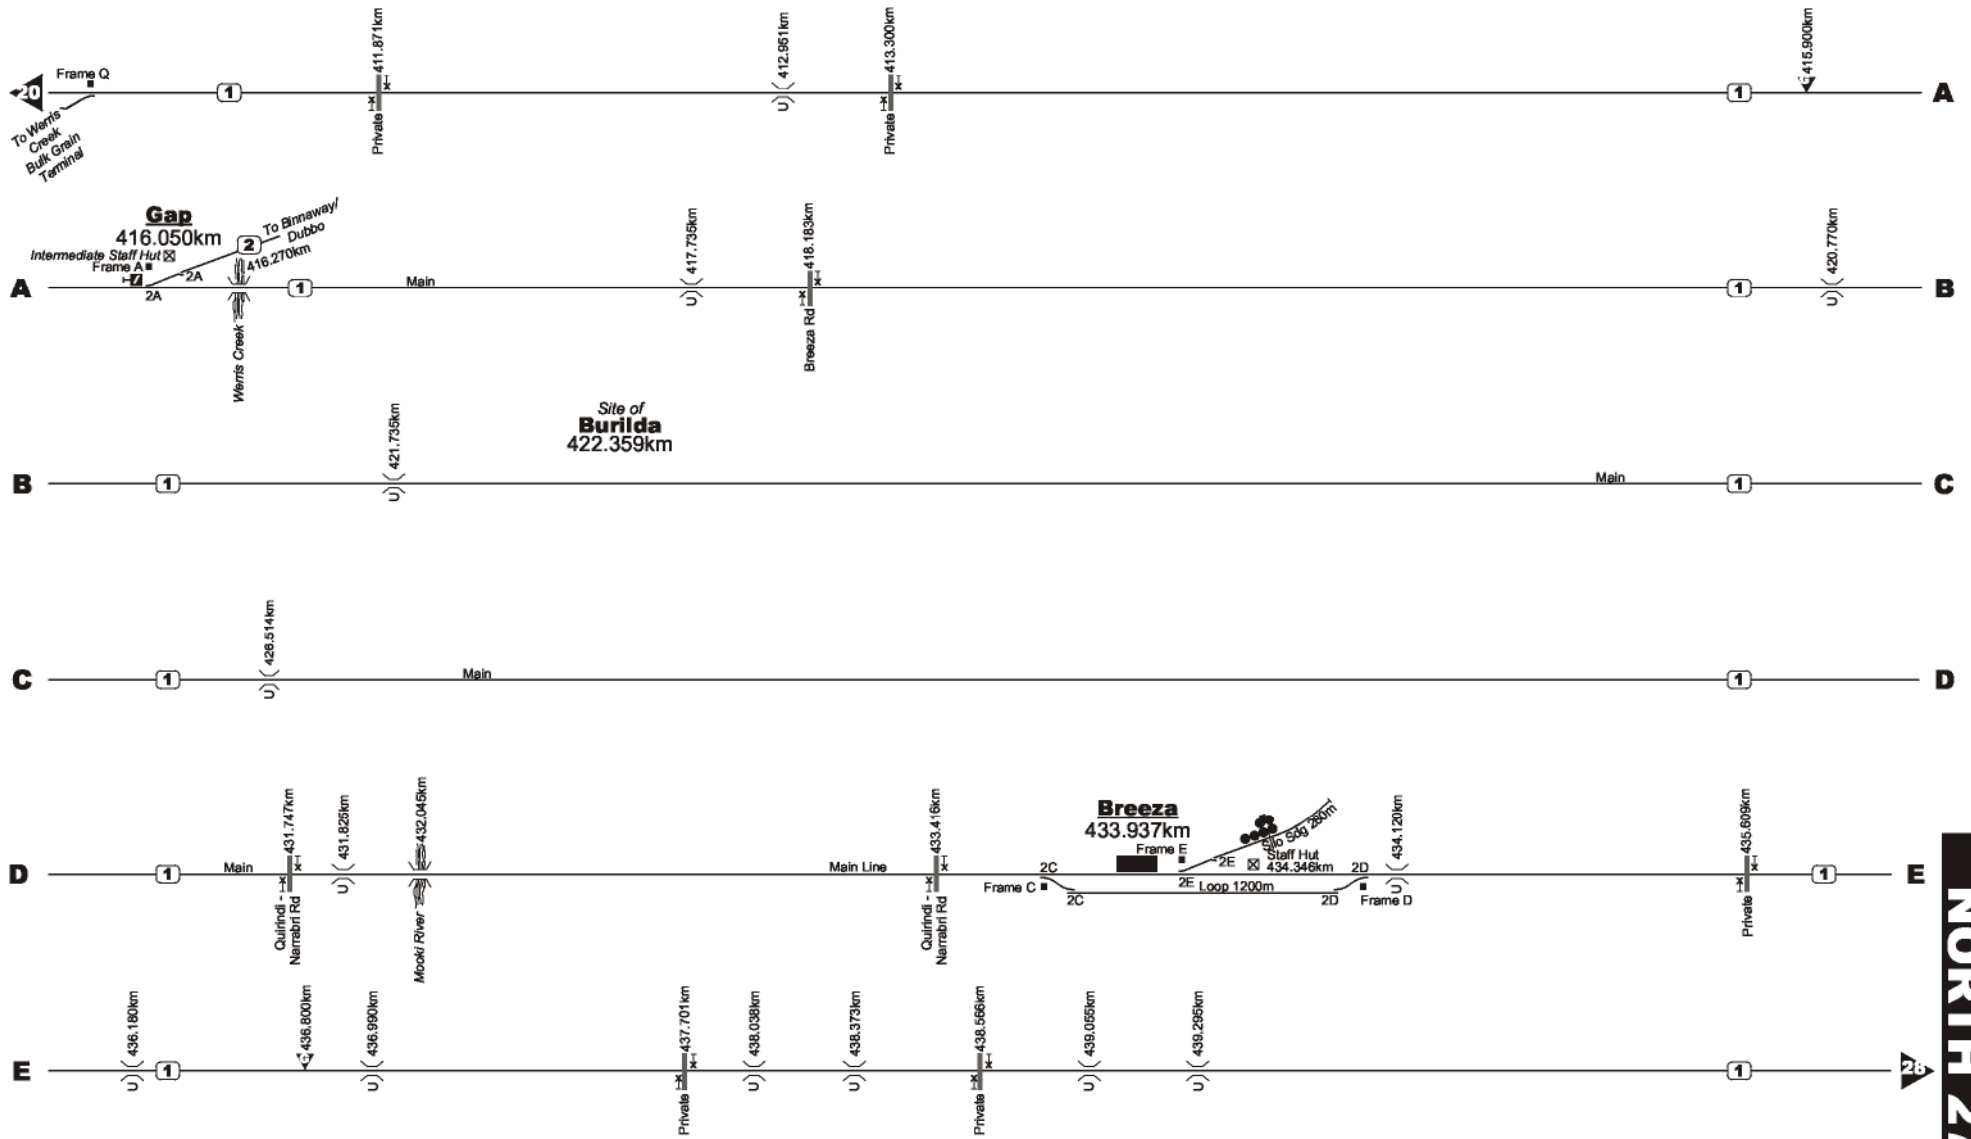 20
Frame Q
To Werris
Creek
Bulk Grain
Terminal
1
411.871km
Private
412.951km
U
413.300km
Private
1
G
415.900km
A
Gap
416.050km
Intermediate Staff Hut
Frame A
2A
2A
2
To Binnaway/
Dubbo
416.270km
Werris Creek
A
1
Main
417.735km
U
418.183km
Breeza Rd
1
420.770km
U
B
B
1
421.735km
U
Site of
Burilda
422.359km
Main
1
C
C
1
426.514km
U
Main
1
D
D
1
Main
431.747km
Quirindi -
Narrabri Rd
431.825km
U
432.045km
Mooki River
Main Line
433.416km
Quirindi -
Narrabri Rd
Breeza
433.937km
Frame C
2C
2C
Frame E
2E
2E
Silo Sdg 260m
Staff Hut
434.346km
Loop 1200m
2D
2D
Frame D
434.120km
U
435.609km
Private
1
E
E
436.180km
U
1
436.800km
G
436.990km
U
437.701km
Private
438.038km
U
438.373km
U
438.566km
Private
439.055km
U
439.295km
U
1
28
NORTH